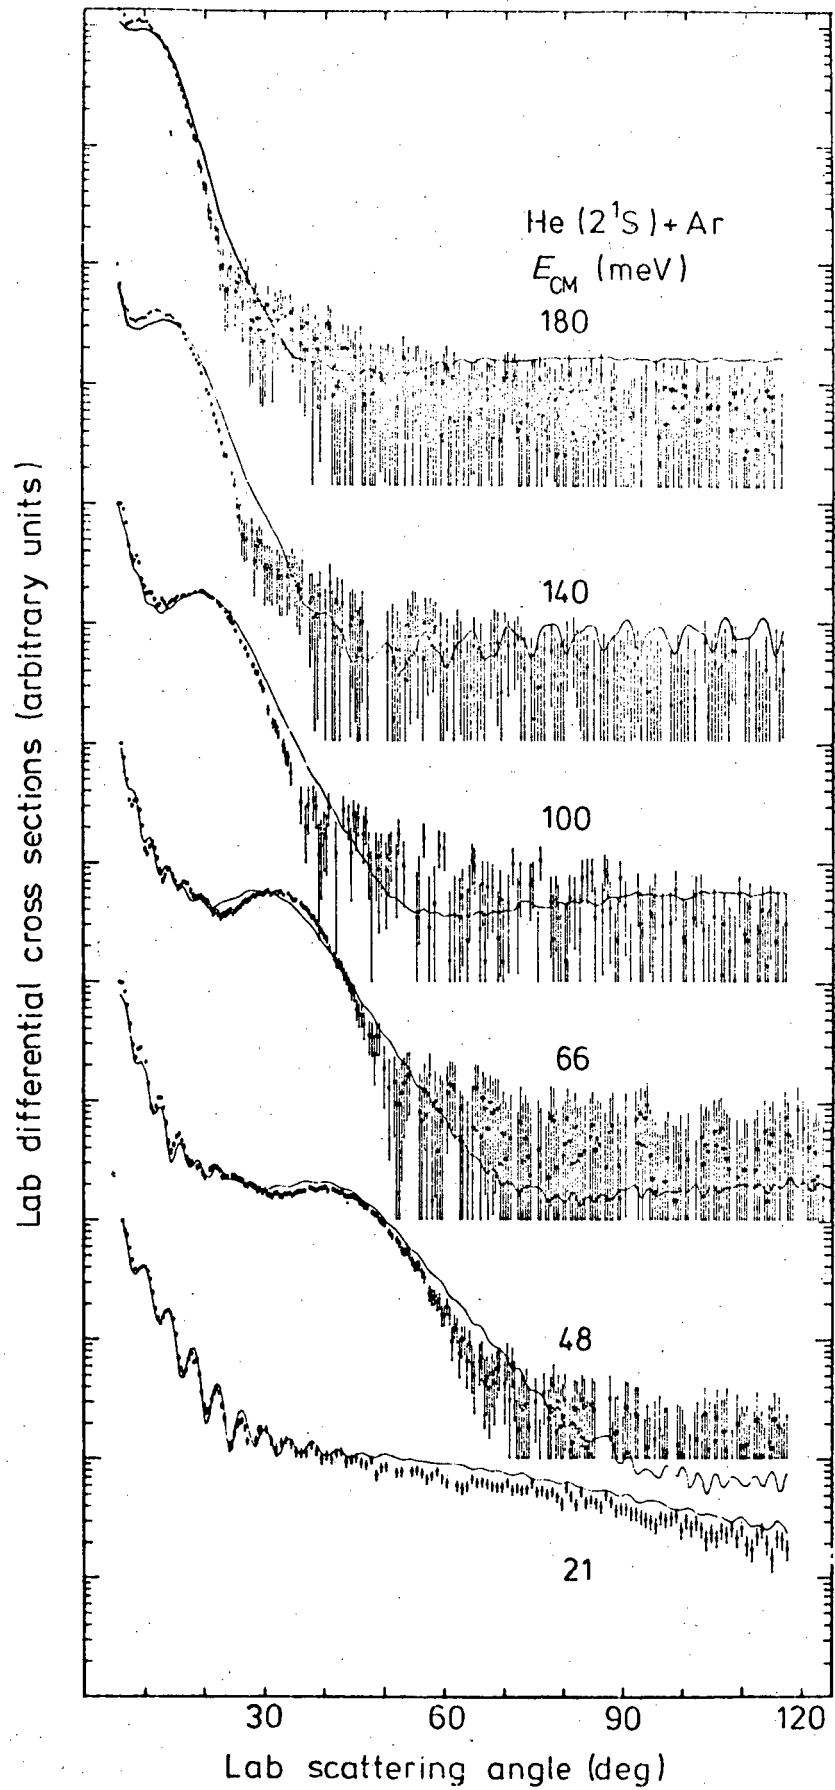 He (2¹S) + Ar
E_CM (meV)
180
140
100
66
48
21
Lab differential cross sections (arbitrary units)
30 60 90 120
Lab scattering angle (deg)